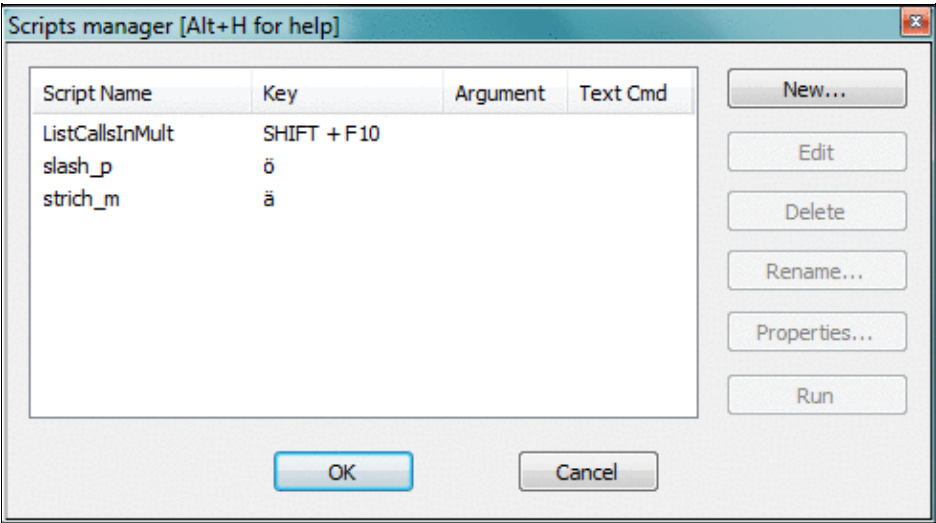 Scripts manager [Alt+H for help]
Script Name Key Argument Text Cmd
ListCallsInMult SHIFT + F10
slash_p ö
strich_m ä
New...
Edit
Delete
Rename...
Properties...
Run
OK Cancel